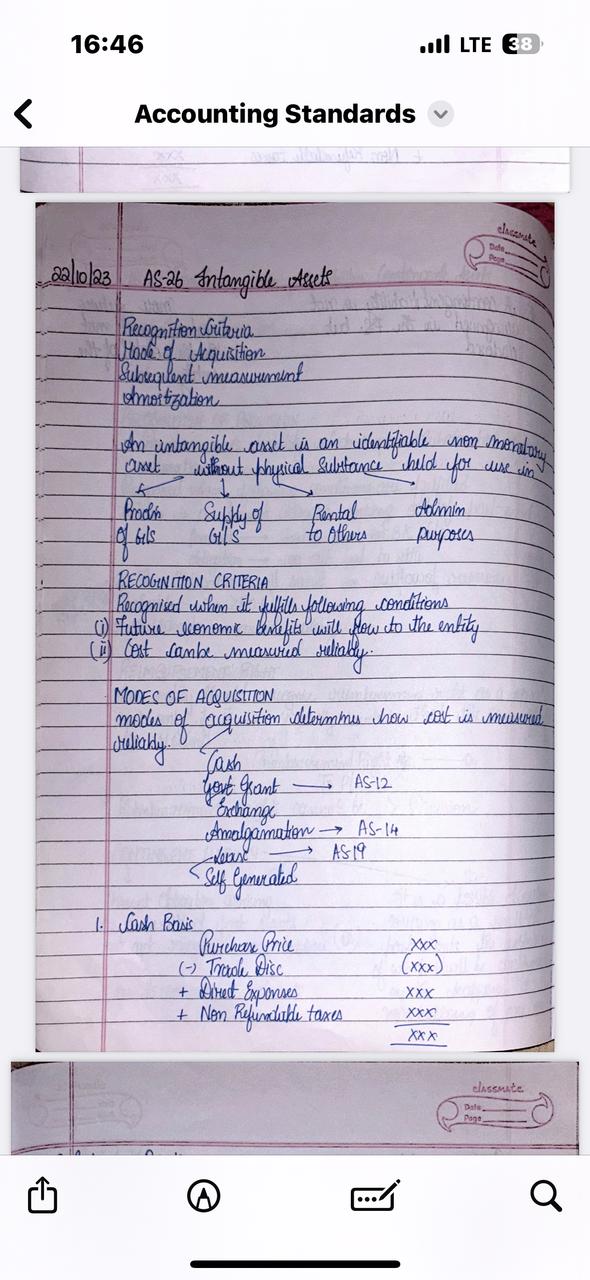 16:46
LTE 38
Accounting Standards
+ Non Refundable taxes xxx
xxx
classmate
Date
Page
22/10/23 AS-26 Intangible Assets
Recognition Criteria
Mode of Acquisition
Subsequent measurement
Amortization
An intangible asset is an identifiable non monetary
asset without physical substance held for use in
Prodn Supply of Rental Admin
of G/s G/S to others purposes
RECOGNITION CRITERIA
Recognised when it fulfills following conditions
(i) Future economic benefits will flow to the entity
(ii) Cost canbe measured reliably.
MODES OF ACQUISITION
modes of acquisition determines how cost is measured
reliably.
Cash
Govt Grant → AS-12
Exchange
Amalgamation → AS-14
Lease → AS19
Self Generated
1. Cash Basis
Purchase Price xxx
(-) Trade Disc (xxx)
+ Direct Expenses xxx
+ Non Refundable taxes xxx
xxx
classmate
Date
Page